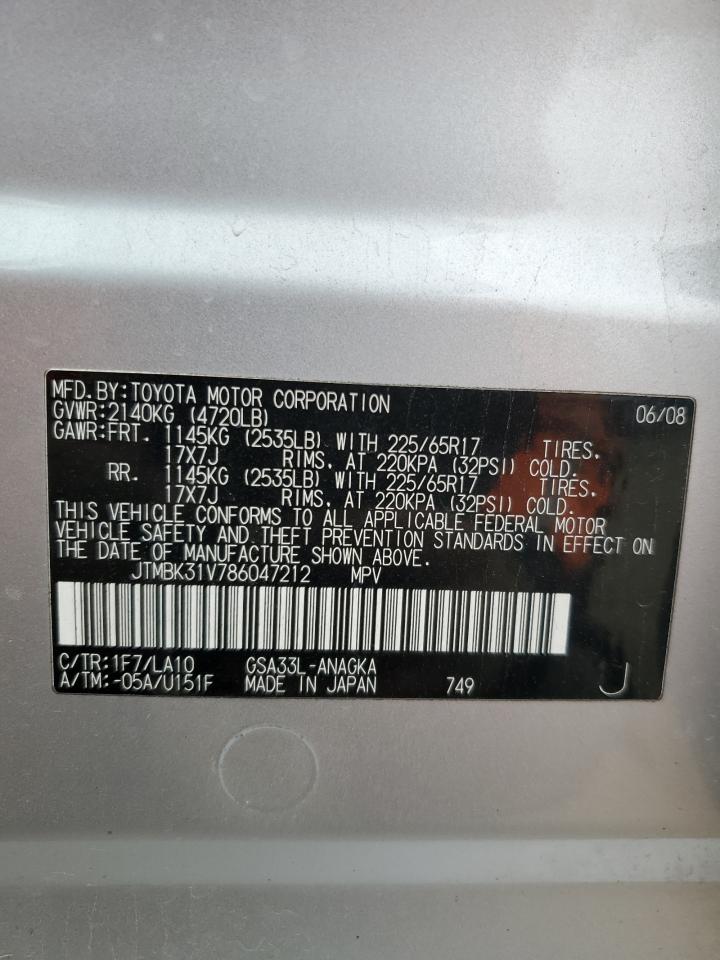 MFD.BY:TOYOTA MOTOR CORPORATION 06/08
GVWR:2140KG (4720LB)
GAWR:FRT. 1145KG (2535LB) WITH 225/65R17 TIRES.
17X7J RIMS, AT 220KPA (32PSI) COLD.
RR. 1145KG (2535LB) WITH 225/65R17 TIRES,
17X7J RIMS, AT 220KPA (32PSI) COLD.
THIS VEHICLE CONFORMS TO ALL APPLICABLE FEDERAL MOTOR
VEHICLE SAFETY AND THEFT PREVENTION STANDARDS IN EFFECT ON
THE DATE OF MANUFACTURE SHOWN ABOVE.
JTMBK31V786047212 MPV
C/TR:1F7/LA10 GSA33L-ANAGKA
A/TM:-05A/U151F MADE IN JAPAN 749 J